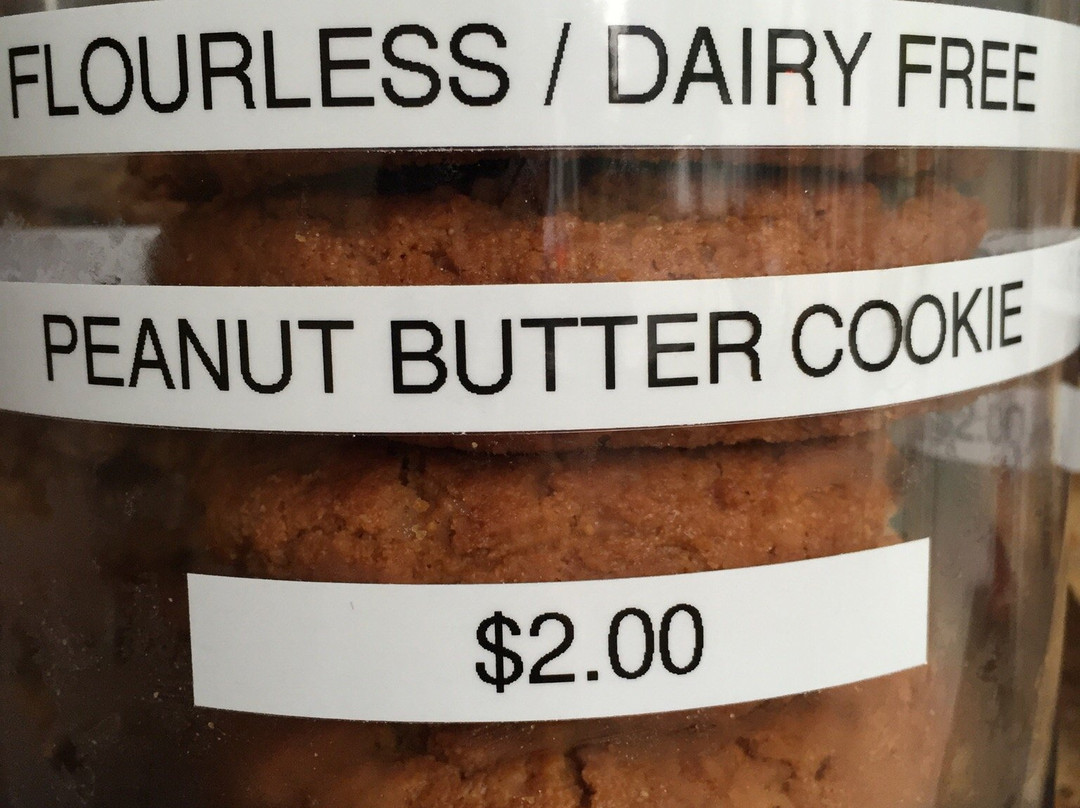 FLOURLESS / DAIRY FREE
PEANUT BUTTER COOKIE
$2.00